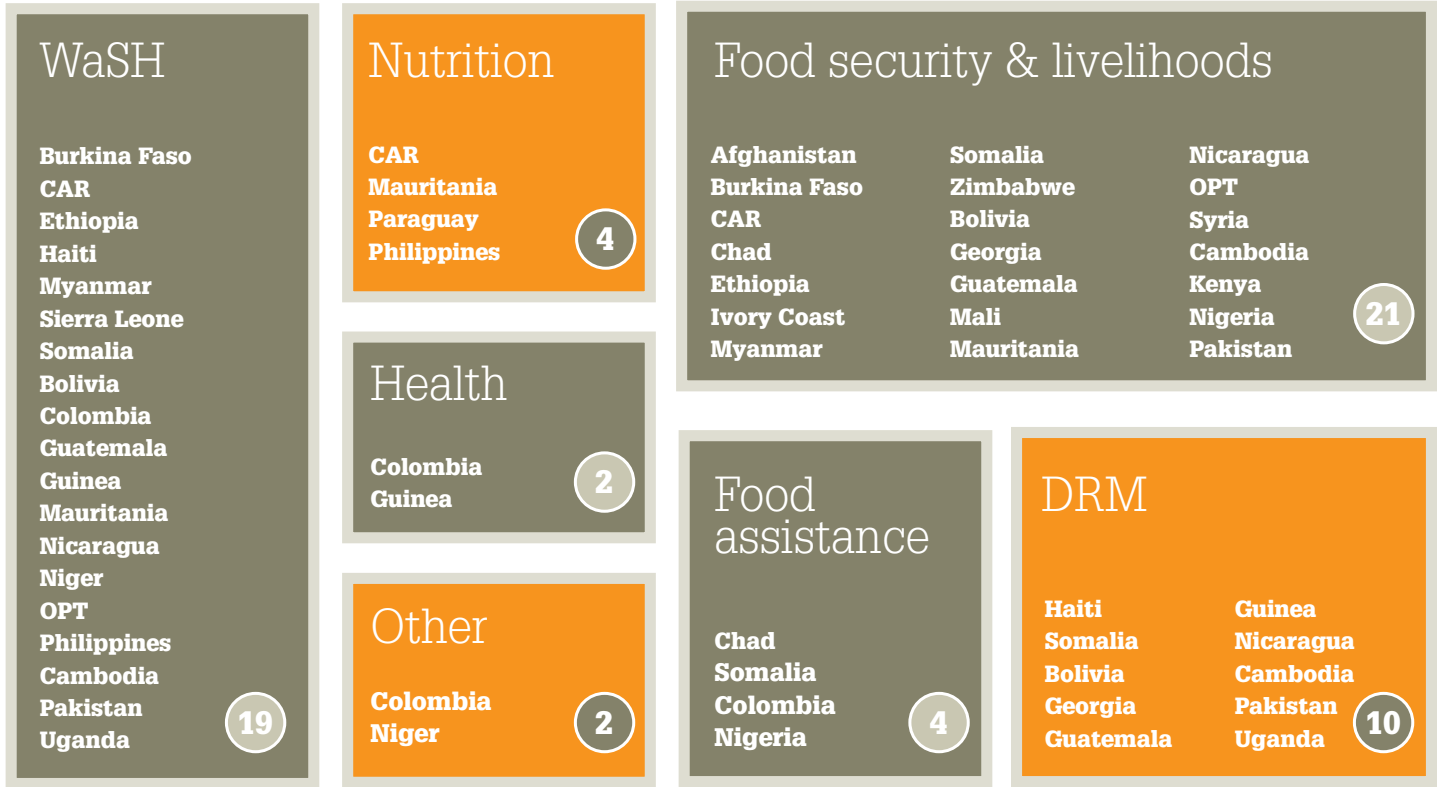 WaSH
Burkina Faso
CAR
Ethiopia
Haiti
Myanmar
Sierra Leone
Somalia
Bolivia
Colombia
Guatemala
Guinea
Mauritania
Nicaragua
Niger
OPT
Philippines
Cambodia
Pakistan
Uganda
19
Nutrition
CAR
Mauritania
Paraguay
Philippines
4
Health
Colombia
Guinea
2
Other
Colombia
Niger
2
Food security & livelihoods
Afghanistan
Burkina Faso
CAR
Chad
Ethiopia
Ivory Coast
Myanmar
Somalia
Zimbabwe
Bolivia
Georgia
Guatemala
Mali
Mauritania
Nicaragua
OPT
Syria
Cambodia
Kenya
Nigeria
Pakistan
21
Food
assistance
Chad
Somalia
Colombia
Nigeria
4
DRM
Haiti
Somalia
Bolivia
Georgia
Guatemala
Guinea
Nicaragua
Cambodia
Pakistan
Uganda
10